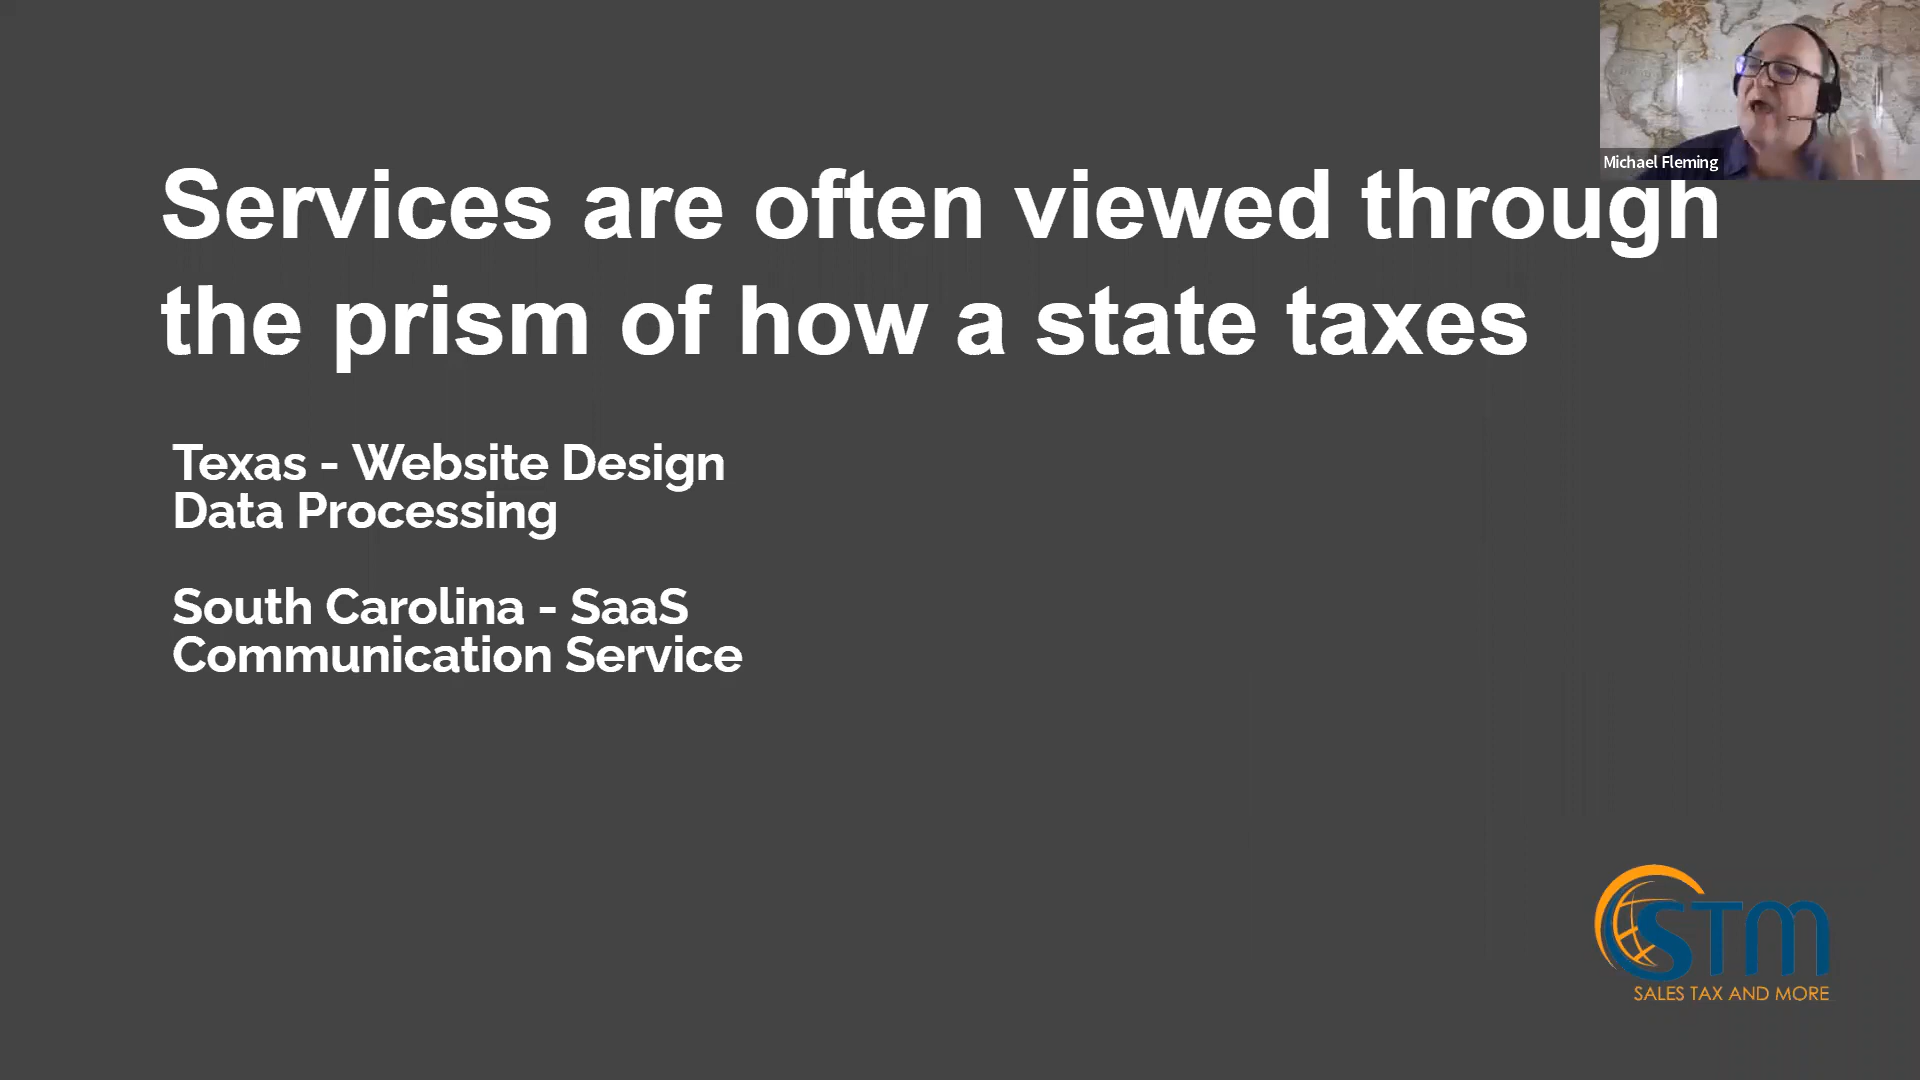 Michael Fleming
Services are often viewed through
the prism of how a state taxes
Texas - Website Design
Data Processing
South Carolina - SaaS
Communication Service
STM
SALES TAX AND MORE